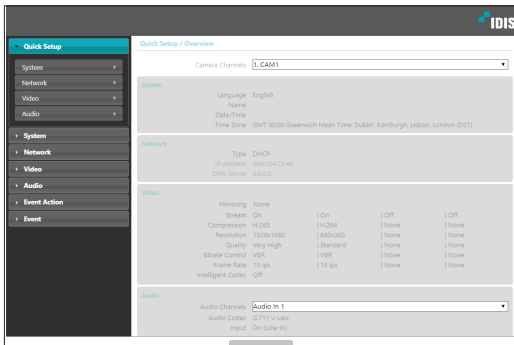 IDIS
Quick Setup
System
Network
Video
Audio
System
Network
Video
Audio
Event Action
Event
Quick Setup / Overview
Camera Channels 1. CAM1
System
Language English
Name
Date/Time
Time Zone GMT 00:00 Greenwich Mean Time; Dublin, Edinburgh, Lisbon, London (DST)
Network
Type DHCP
IP Address 169.254.75.46
DNS Server 0.0.0.0
Video
Mirroring None
Stream On | On | Off | Off
Compression H.265 | H.264 | None | None
Resolution 1920x1080 | 640x360 | None | None
Quality Very High | Standard | None | None
Bitrate Control VBR | VBR | None | None
Frame Rate 15 ips | 15 ips | None | None
Intelligent Codec Off
Audio
Audio Channels Audio In 1
Audio Codec G.711 u-Law
Input On (Line-In)